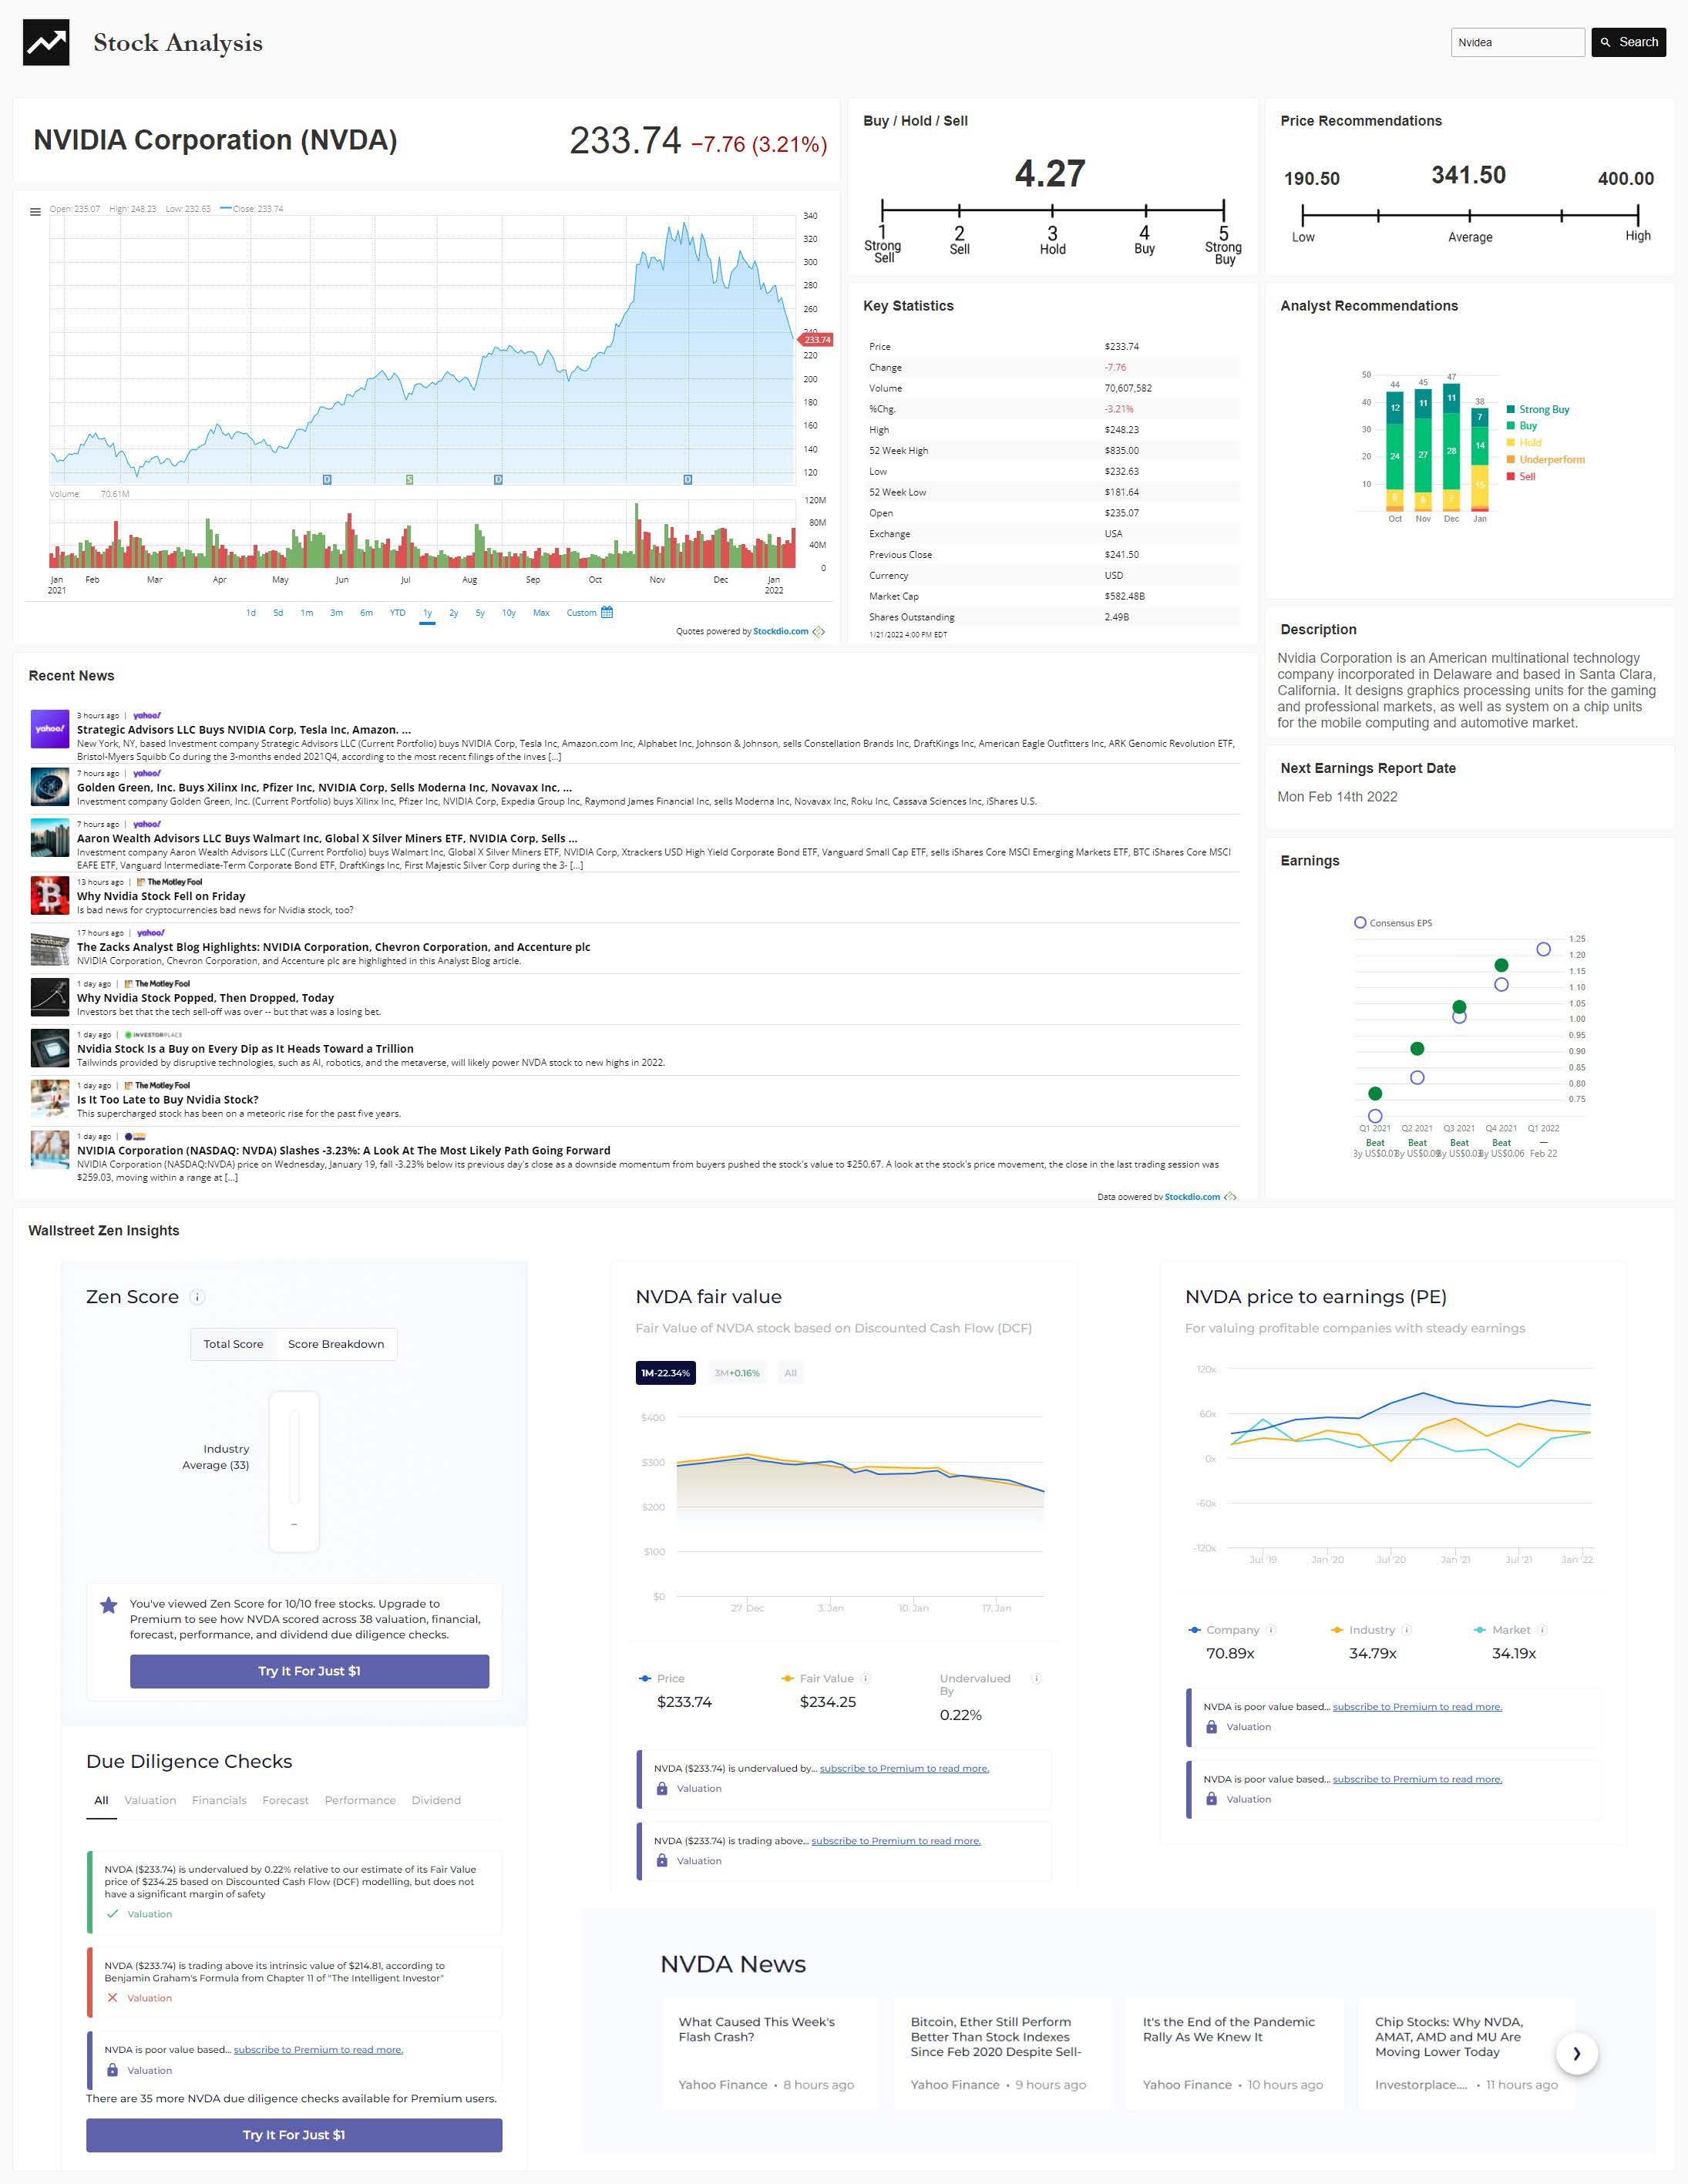 Stock Analysis
Nvidea
Search
NVIDIA Corporation (NVDA)
233.74 −7.76 (3.21%)
Open: 235.07 High: 248.23 Low: 232.63 Close: 233.74
340
320
300
280
260
240
233.74
220
200
180
160
140
120
D
S
D
D
Volume: 70.61M
120M
80M
40M
0
Jan Feb Mar Apr May Jun Jul Aug Sep Oct Nov Dec Jan
2021 2022
1d 5d 1m 3m 6m YTD 1y 2y 5y 10y Max Custom
Quotes powered by Stockdio.com
Buy / Hold / Sell
4.27
1 2 3 4 5
Strong Sell Sell Hold Buy Strong Buy
Price Recommendations
190.50 341.50 400.00
Low Average High
Key Statistics
Price $233.74
Change -7.76
Volume 70,607,582
%Chg. -3.21%
High $248.23
52 Week High $835.00
Low $232.63
52 Week Low $181.64
Open $235.07
Exchange USA
Previous Close $241.50
Currency USD
Market Cap $582.48B
Shares Outstanding 2.49B
1/21/2022 4:00 PM EDT
Analyst Recommendations
50
40
30
20
10
44 45 47 38
12 11 11 7
24 27 28 14
6 6 7 15
Oct Nov Dec Jan
Strong Buy
Buy
Hold
Underperform
Sell
Description
Nvidia Corporation is an American multinational technology
company incorporated in Delaware and based in Santa Clara,
California. It designs graphics processing units for the gaming
and professional markets, as well as system on a chip units
for the mobile computing and automotive market.
Next Earnings Report Date
Mon Feb 14th 2022
Earnings
Consensus EPS
1.25
1.20
1.15
1.10
1.05
1.00
0.95
0.90
0.85
0.80
0.75
Q1 2021 Q2 2021 Q3 2021 Q4 2021 Q1 2022
Beat Beat Beat Beat —
By US$0.07 By US$0.09 By US$0.03 By US$0.06 Feb 22
Recent News
yahoo!
3 hours ago | yahoo!
Strategic Advisors LLC Buys NVIDIA Corp, Tesla Inc, Amazon. ...
New York, NY, based Investment company Strategic Advisors LLC (Current Portfolio) buys NVIDIA Corp, Tesla Inc, Amazon.com Inc, Alphabet Inc, Johnson & Johnson, sells Constellation Brands Inc, DraftKings Inc, American Eagle Outfitters Inc, ARK Genomic Revolution ETF,
Bristol-Myers Squibb Co during the 3-months ended 2021Q4, according to the most recent filings of the inves [...]
7 hours ago | yahoo!
Golden Green, Inc. Buys Xilinx Inc, Pfizer Inc, NVIDIA Corp, Sells Moderna Inc, Novavax Inc, ...
Investment company Golden Green, Inc. (Current Portfolio) buys Xilinx Inc, Pfizer Inc, NVIDIA Corp, Expedia Group Inc, Raymond James Financial Inc, sells Moderna Inc, Novavax Inc, Roku Inc, Cassava Sciences Inc, iShares U.S.
7 hours ago | yahoo!
Aaron Wealth Advisors LLC Buys Walmart Inc, Global X Silver Miners ETF, NVIDIA Corp, Sells ...
Investment company Aaron Wealth Advisors LLC (Current Portfolio) buys Walmart Inc, Global X Silver Miners ETF, NVIDIA Corp, Xtrackers USD High Yield Corporate Bond ETF, Vanguard Small Cap ETF, sells iShares Core MSCI Emerging Markets ETF, BTC iShares Core MSCI
EAFE ETF, Vanguard Intermediate-Term Corporate Bond ETF, DraftKings Inc, First Majestic Silver Corp during the 3- [...]
13 hours ago | The Motley Fool
Why Nvidia Stock Fell on Friday
Is bad news for cryptocurrencies bad news for Nvidia stock, too?
accenture
17 hours ago | yahoo!
The Zacks Analyst Blog Highlights: NVIDIA Corporation, Chevron Corporation, and Accenture plc
NVIDIA Corporation, Chevron Corporation, and Accenture plc are highlighted in this Analyst Blog article.
1 day ago | The Motley Fool
Why Nvidia Stock Popped, Then Dropped, Today
Investors bet that the tech sell-off was over -- but that was a losing bet.
1 day ago | INVESTORPLACE
Nvidia Stock Is a Buy on Every Dip as It Heads Toward a Trillion
Tailwinds provided by disruptive technologies, such as AI, robotics, and the metaverse, will likely power NVDA stock to new highs in 2022.
1 day ago | The Motley Fool
Is It Too Late to Buy Nvidia Stock?
This supercharged stock has been on a meteoric rise for the past five years.
1 day ago |
NVIDIA Corporation (NASDAQ: NVDA) Slashes -3.23%: A Look At The Most Likely Path Going Forward
NVIDIA Corporation (NASDAQ:NVDA) price on Wednesday, January 19, fall -3.23% below its previous day's close as a downside momentum from buyers pushed the stock's value to $250.67. A look at the stock's price movement, the close in the last trading session was
$259.03, moving within a range at [...]
Data powered by Stockdio.com
Wallstreet Zen Insights
Zen Score
Total Score Score Breakdown
Industry
Average (33)
–
You've viewed Zen Score for 10/10 free stocks. Upgrade to
Premium to see how NVDA scored across 38 valuation, financial,
forecast, performance, and dividend due diligence checks.
Try It For Just $1
Due Diligence Checks
All Valuation Financials Forecast Performance Dividend
NVDA ($233.74) is undervalued by 0.22% relative to our estimate of its Fair Value
price of $234.25 based on Discounted Cash Flow (DCF) modelling, but does not
have a significant margin of safety
Valuation
NVDA ($233.74) is trading above its intrinsic value of $214.81, according to
Benjamin Graham's Formula from Chapter 11 of "The Intelligent Investor"
Valuation
NVDA is poor value based... subscribe to Premium to read more.
Valuation
There are 35 more NVDA due diligence checks available for Premium users.
Try It For Just $1
NVDA fair value
Fair Value of NVDA stock based on Discounted Cash Flow (DCF)
1M-22.34% 3M+0.16% All
$400
$300
$200
$100
$0
27. Dec 3. Jan 10. Jan 17. Jan
Price Fair Value Undervalued By
$233.74 $234.25 0.22%
NVDA ($233.74) is undervalued by... subscribe to Premium to read more.
Valuation
NVDA ($233.74) is trading above... subscribe to Premium to read more.
Valuation
NVDA price to earnings (PE)
For valuing profitable companies with steady earnings
120x
60x
0x
-60x
-120x
Jul '19 Jan '20 Jul '20 Jan '21 Jul '21 Jan '22
Company Industry Market
70.89x 34.79x 34.19x
NVDA is poor value based... subscribe to Premium to read more.
Valuation
NVDA is poor value based... subscribe to Premium to read more.
Valuation
NVDA News
What Caused This Week's
Flash Crash?
Yahoo Finance • 8 hours ago
Bitcoin, Ether Still Perform
Better Than Stock Indexes
Since Feb 2020 Despite Sell-
Yahoo Finance • 9 hours ago
It's the End of the Pandemic
Rally As We Knew It
Yahoo Finance • 10 hours ago
Chip Stocks: Why NVDA,
AMAT, AMD and MU Are
Moving Lower Today
Investorplace.... • 11 hours ago